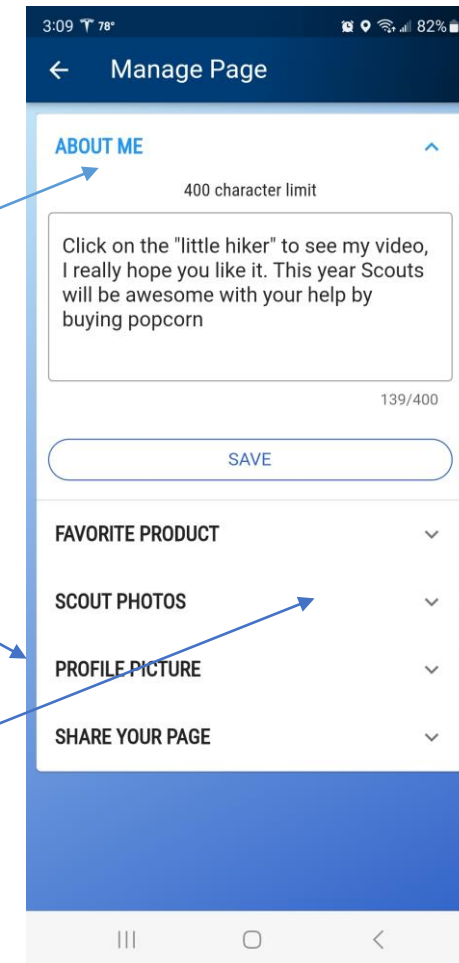 3:09 78° 82%
Manage Page
ABOUT ME
400 character limit
Click on the "little hiker" to see my video,
I really hope you like it. This year Scouts
will be awesome with your help by
buying popcorn
139/400
SAVE
FAVORITE PRODUCT
SCOUT PHOTOS
PROFILE PICTURE
SHARE YOUR PAGE